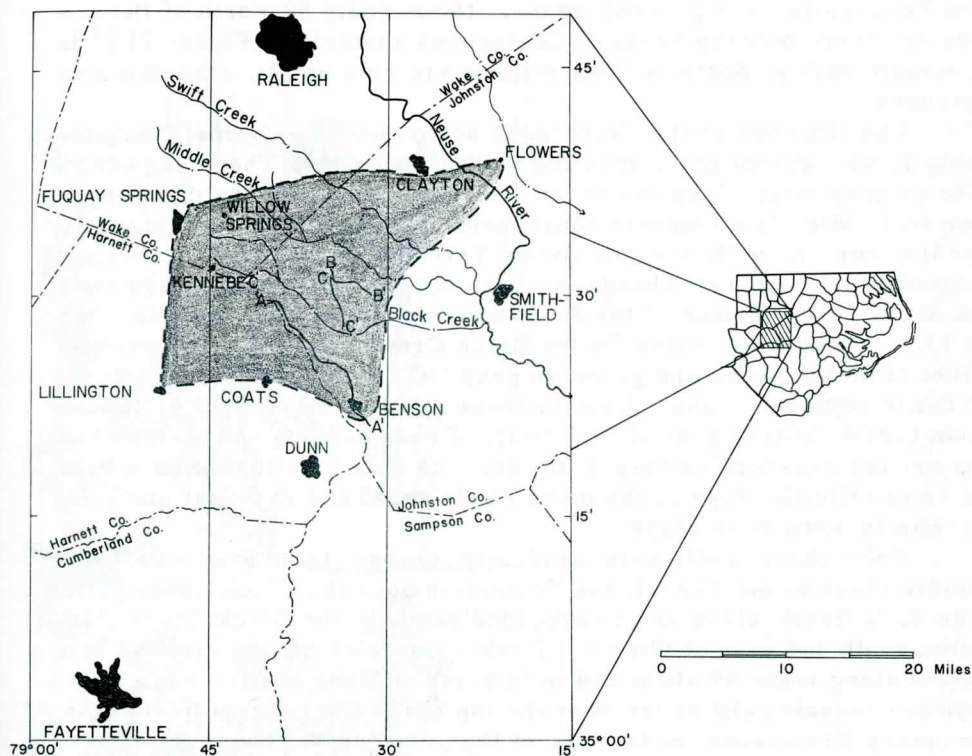 RALEIGH
45'
Wake Co.
Johnston Co.
Swift Creek
Neuse
River
Middle Creek
FLOWERS
CLAYTON
FUQUAY SPRINGS
WILLOW
SPRINGS
Wake Co.
Harnett Co.
B
C
KENNEBEC
A
B'
30'
SMITH-
FIELD
C'
Black Creek
LILLINGTON
COATS
BENSON
A'
DUNN
Johnston Co.
Sampson Co.
15'
Harnett Co.
Cumberland Co.
0 10 20 Miles
FAYETTEVILLE
79° 00' 45' 30' 15' 35° 00'